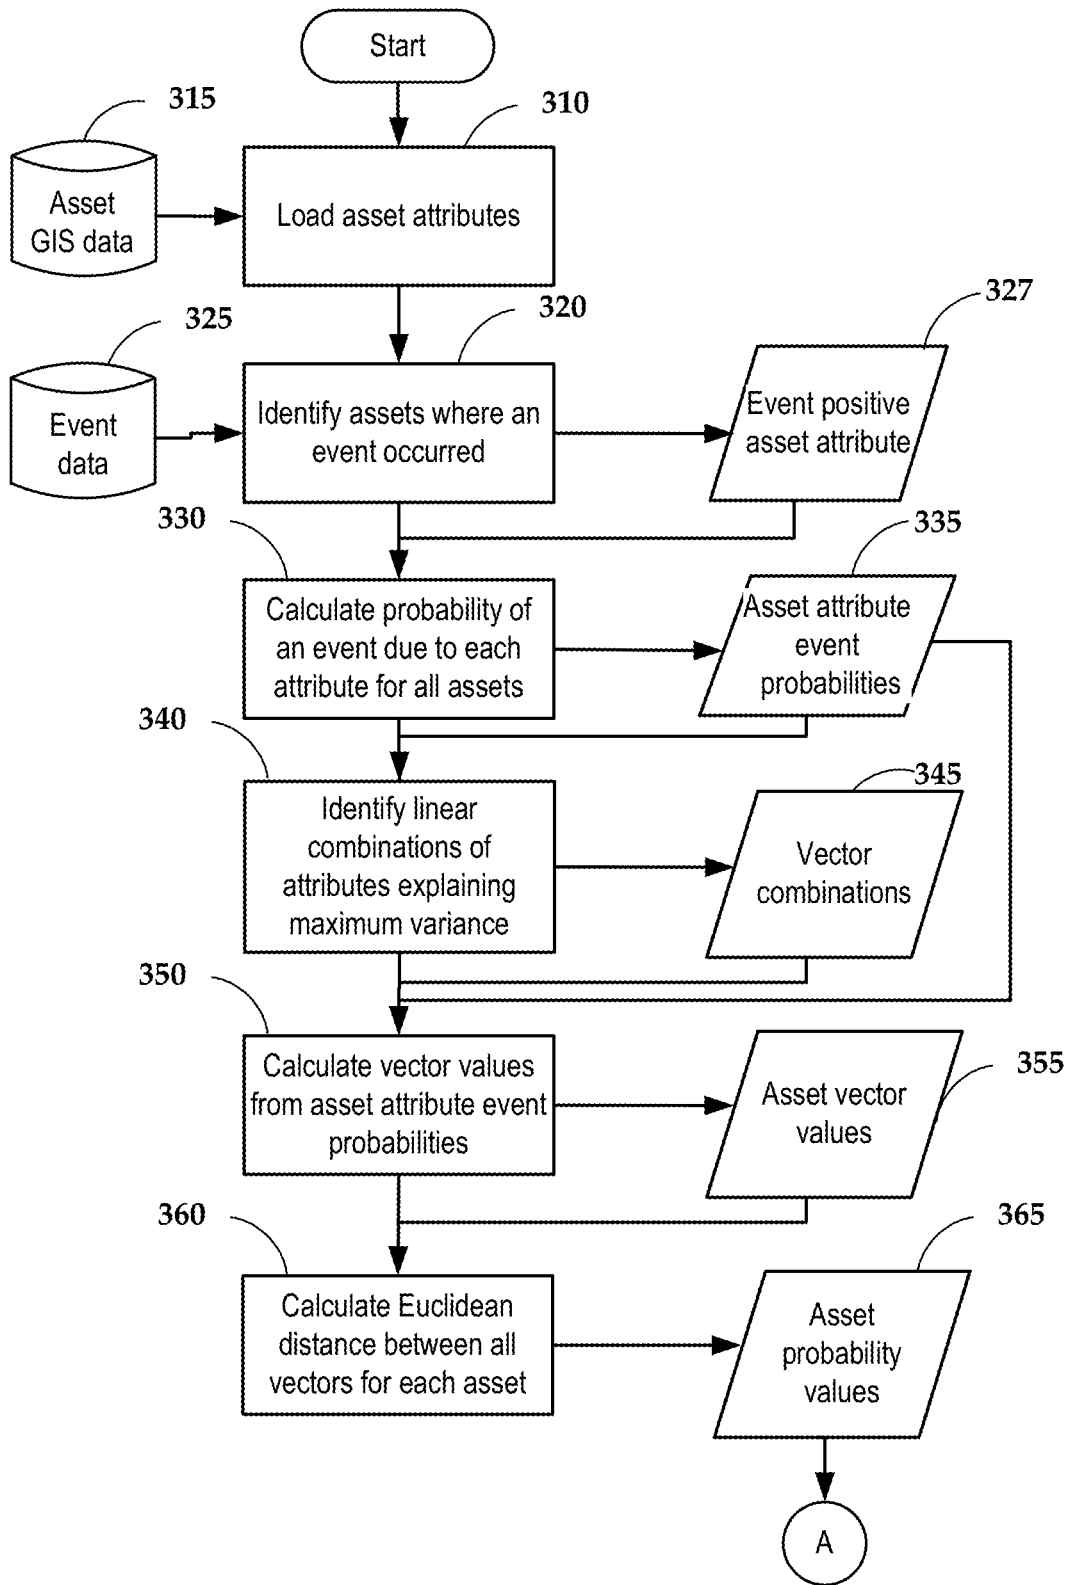 Start
315
310
Asset
GIS data
Load asset attributes
325
320
327
Event
data
Identify assets where an
event occurred
Event positive
asset attribute
330
335
Calculate probability of
an event due to each
attribute for all assets
Asset attribute
event
probabilities
340
345
Identify linear
combinations of
attributes explaining
maximum variance
Vector
combinations
350
355
Calculate vector values
from asset attribute event
probabilities
Asset vector
values
360
365
Calculate Euclidean
distance between all
vectors for each asset
Asset
probability
values
A